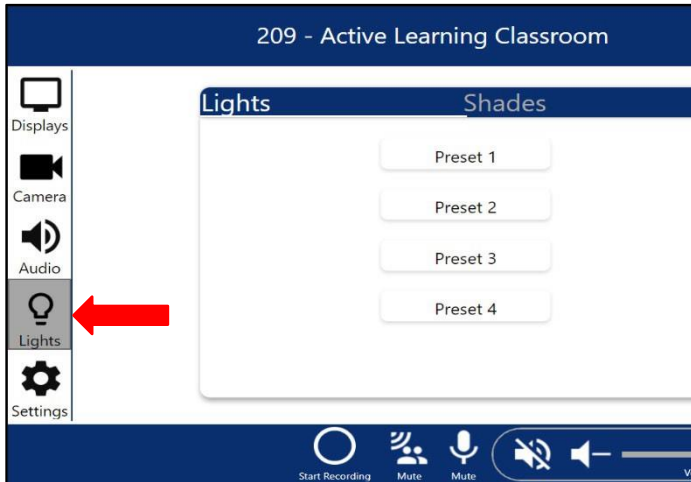 209 - Active Learning Classroom
Displays
Camera
Audio
Lights
Settings
Lights Shades
Preset 1
Preset 2
Preset 3
Preset 4
Start Recording Mute Mute